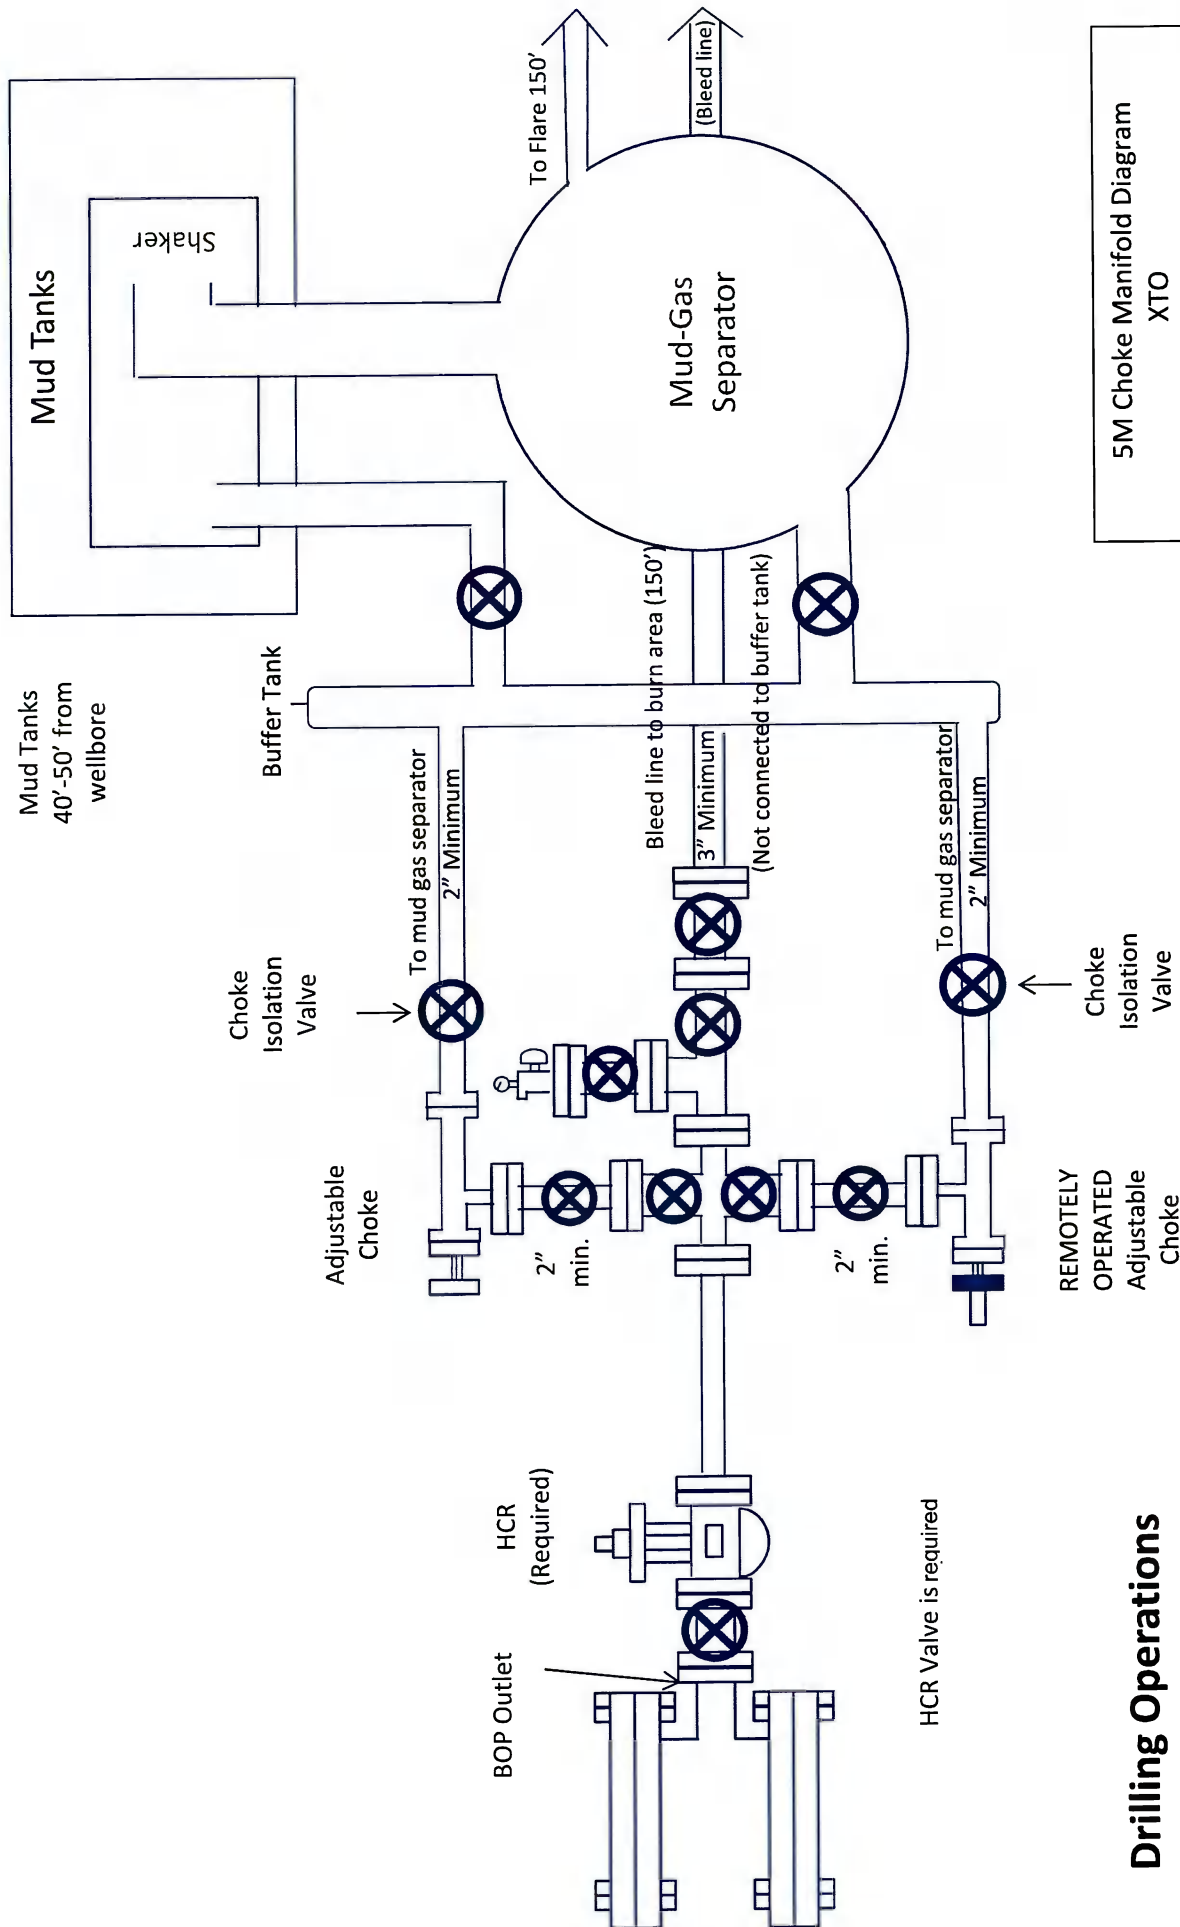 Mud Tanks
40'-50' from
wellbore
Mud Tanks
Shaker
Buffer Tank
To Flare 150'
(Bleed line)
Mud-Gas
Separator
Choke
Isolation
Valve
To mud gas separator
2" Minimum
Bleed line to burn area (150')
3" Minimum
(Not connected to buffer tank)
To mud gas separator
2" Minimum
Choke
Isolation
Valve
Adjustable
Choke
2"
min.
2"
min.
REMOTELY
OPERATED
Adjustable
Choke
HCR
(Required)
BOP Outlet
HCR Valve is required
Drilling Operations
5M Choke Manifold Diagram
XTO